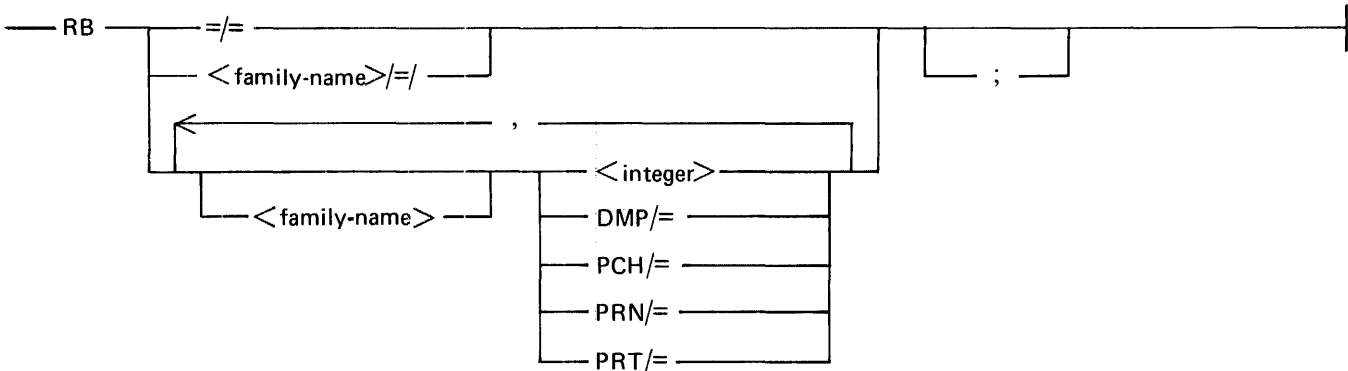 RB =/=
<family-name>/=/
;
,
<integer>
<family-name> DMP/=
PCH/=
PRN/=
PRT/=